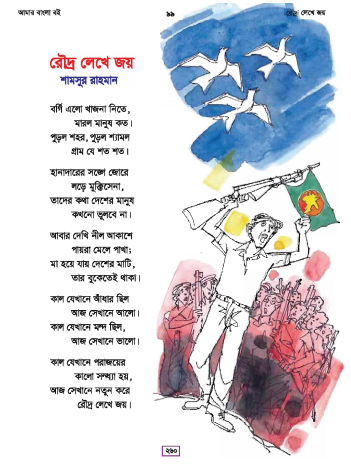 আমার বাংলা বই
৯৯
রৌদ্র লেখে জয়
রৌদ্র লেখে জয়
শামসুর রাহমান
বর্গি এলো খাজনা নিতে,
মারল মানুষ কত।
পুড়ল শহর, পুড়ল শ্যামল
গ্রাম যে শত শত।
হানাদারের সঙ্গে জোরে
লড়ে মুক্তিসেনা,
তাদের কথা দেশের মানুষ
কখনো ভুলবে না।
আবার দেখি নীল আকাশে
পায়রা মেলে পাখা;
মা হয়ে যায় দেশের মাটি,
তার বুকেতেই থাকা।
কাল যেখানে আঁধার ছিল
আজ সেখানে আলো।
কাল যেখানে মন্দ ছিল,
আজ সেখানে ভালো।
কাল যেখানে পরাজয়ের
কালো সন্ধ্যা হয়,
আজ সেখানে নতুন করে
রৌদ্র লেখে জয়।
২৬০